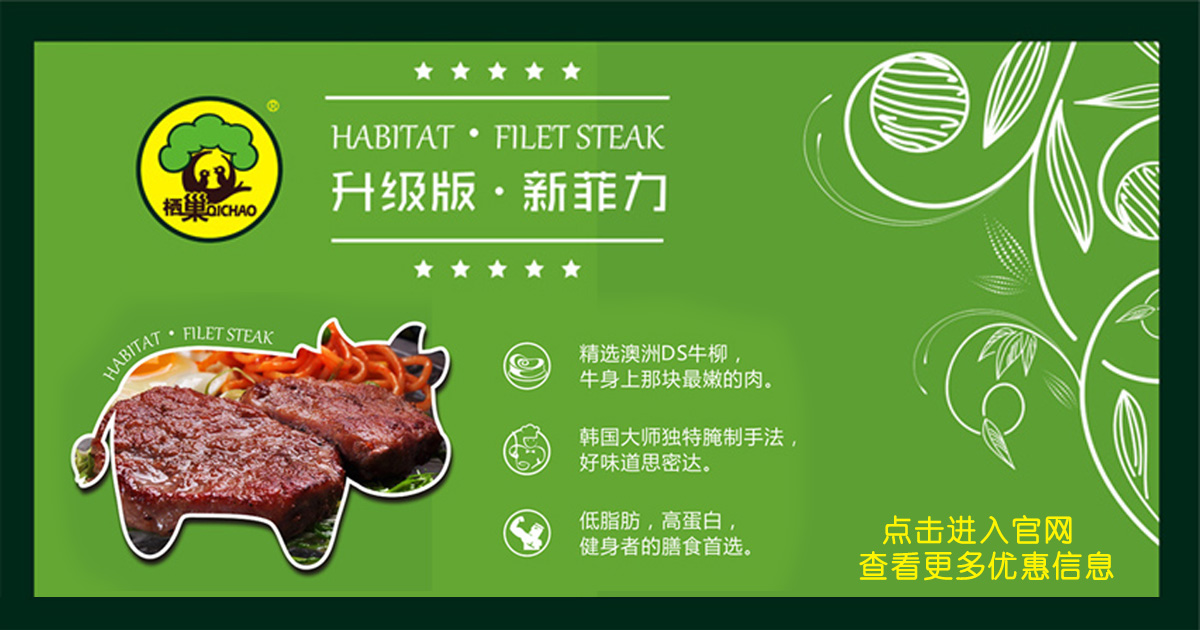 ®
栖巢QICHAO
HABITAT • FILET STEAK
升级版·新菲力
HABITAT • FILET STEAK
精选澳洲DS牛柳，
牛身上那块最嫩的肉。
韩国大师独特腌制手法，
好味道思密达。
低脂肪，高蛋白，
健身者的膳食首选。
点击进入官网
查看更多优惠信息